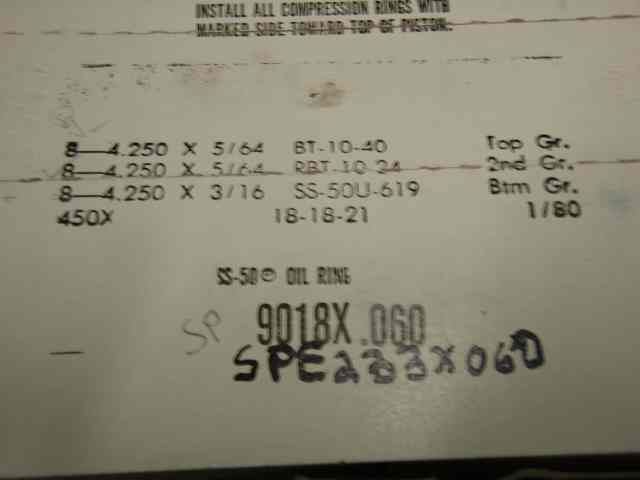 INSTALL ALL COMPRESSION RINGS WITH
MARKED SIDE TOWARD TOP OF PISTON.
8—4.250 X 5/64 BT-10-40 Top Gr.
8—4.250 X 5/64 RBT-10-24 2nd Gr.
8—4.250 X 3/16 SS-50U-619 Btm Gr.
450X 18-18-21 1/80
SS-50® OIL RING
SP 9018X .060
SPE233X060